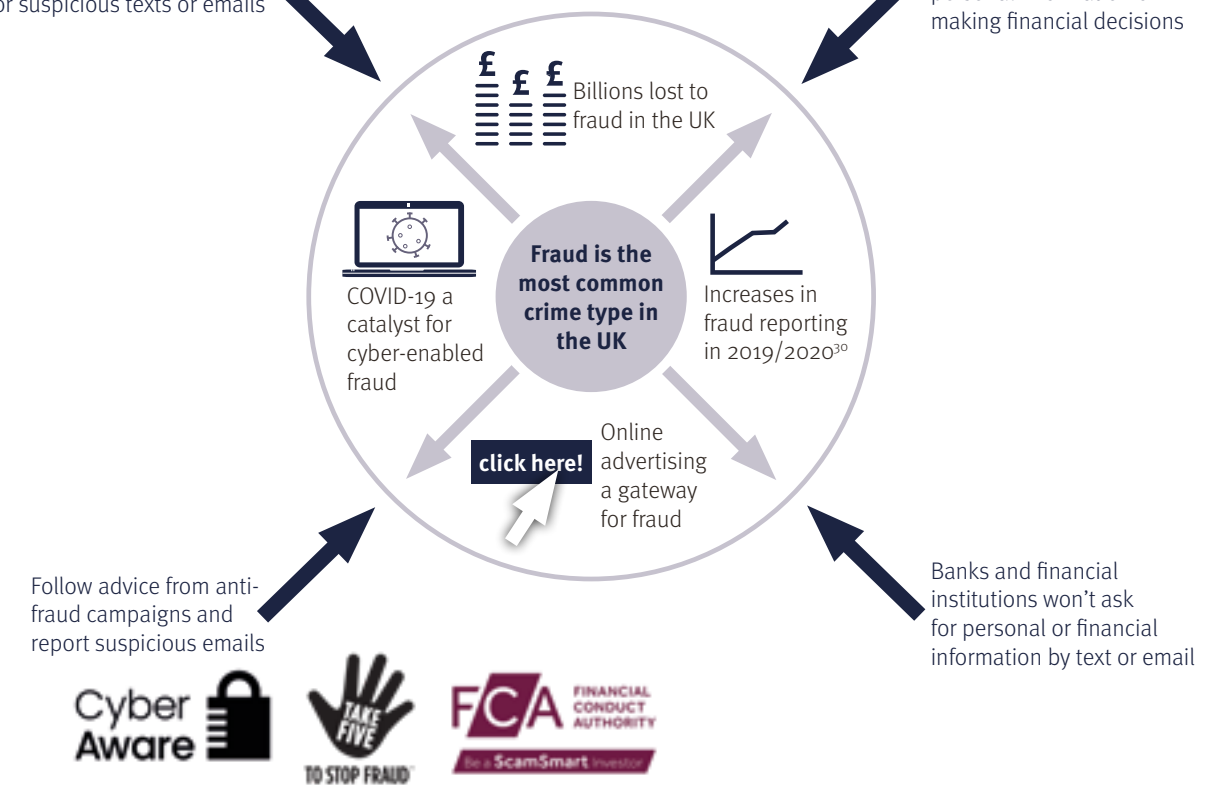 or suspicious texts or emails
making financial decisions
£ £ £
Billions lost to
fraud in the UK
COVID-19 a
catalyst for
cyber-enabled
fraud
Fraud is the
most common
crime type in
the UK
Increases in
fraud reporting
in 2019/2020³⁰
click here!
Online
advertising
a gateway
for fraud
Follow advice from anti-
fraud campaigns and
report suspicious emails
Banks and financial
institutions won’t ask
for personal or financial
information by text or email
Cyber
Aware
TAKE
FIVE
TO STOP FRAUD™
FCA
FINANCIAL
CONDUCT
AUTHORITY
Be a ScamSmart Investor